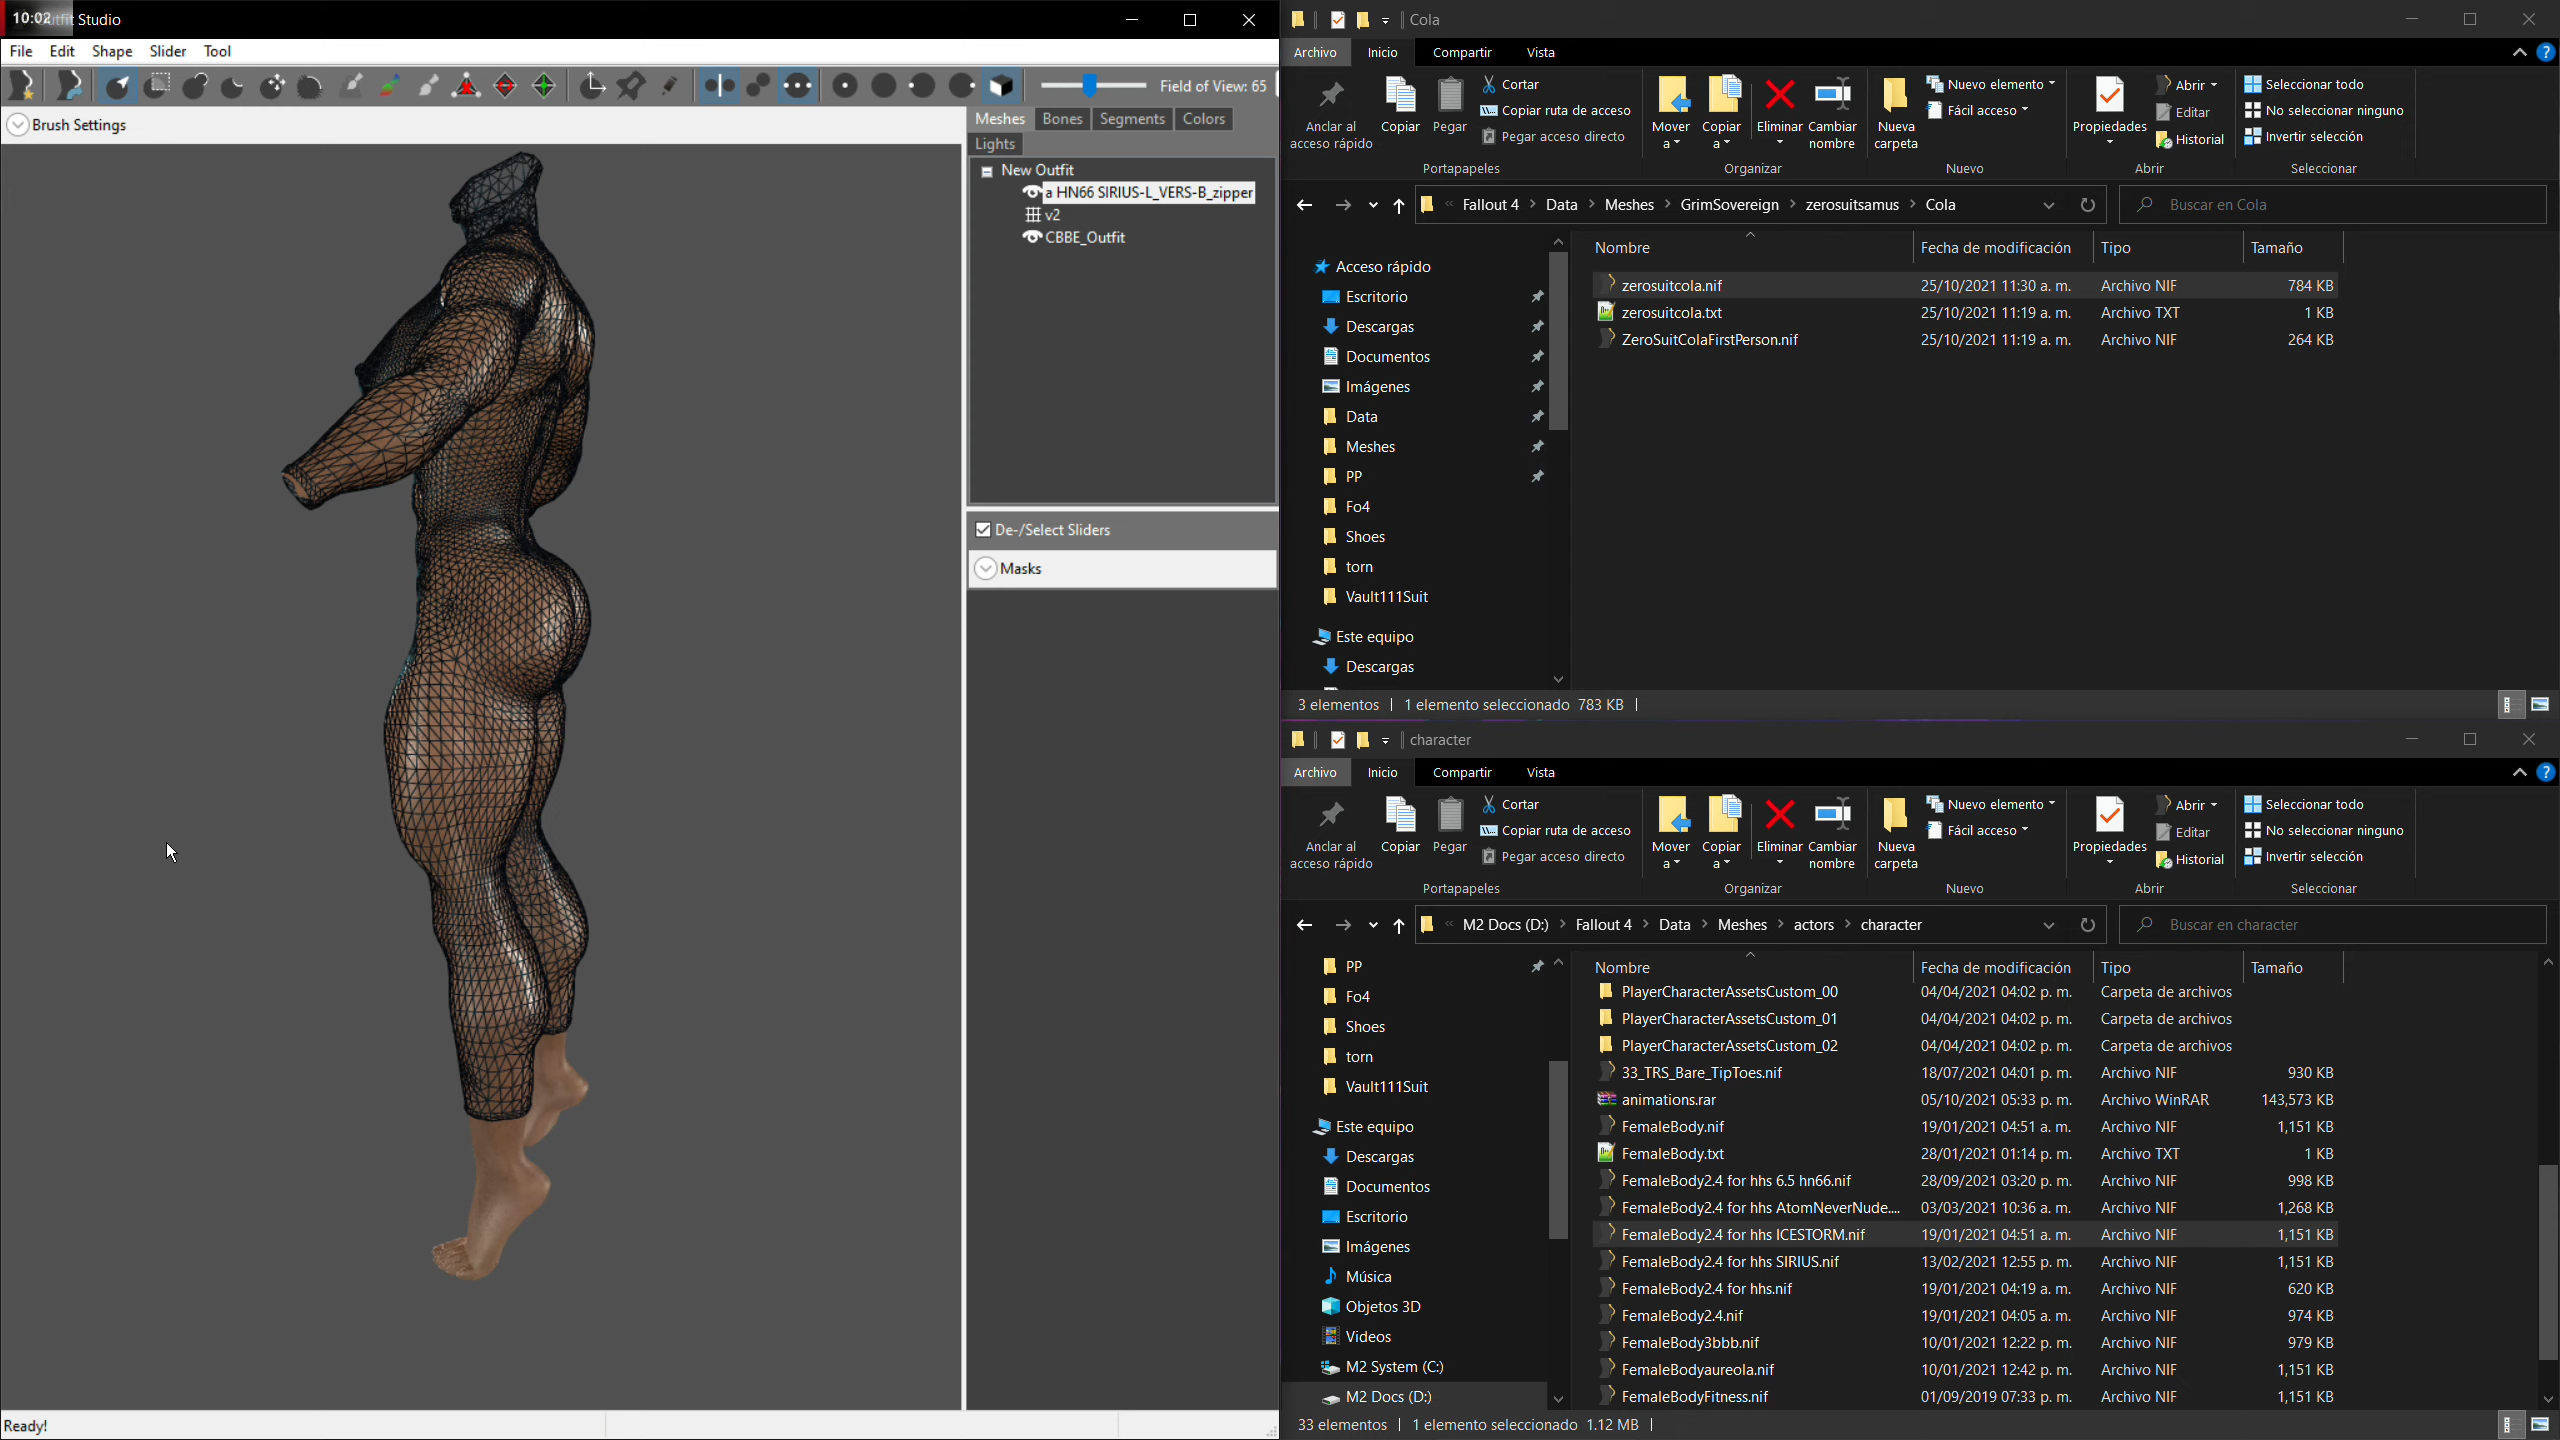 10:02
Studio
File Edit Shape Slider Tool
Field of View: 65
Brush Settings
Meshes Bones Segments Colors
Lights
New Outfit
a HN66 SIRIUS-L_VERS-B_zipper
v2
CBBE_Outfit
De-/Select Sliders
Masks
Ready!
Cola
Archivo Inicio Compartir Vista
Anclar al acceso rápido
Copiar
Pegar
Cortar
Copiar ruta de acceso
Pegar acceso directo
Mover a
Copiar a
Eliminar
Cambiar nombre
Nueva carpeta
Nuevo elemento
Fácil acceso
Propiedades
Abrir
Editar
Historial
Seleccionar todo
No seleccionar ninguno
Invertir selección
Portapapeles Organizar Nuevo Abrir Seleccionar
« Fallout 4 > Data > Meshes > GrimSovereign > zerosuitsamus > Cola
Buscar en Cola
Acceso rápido
Escritorio
Descargas
Documentos
Imágenes
Data
Meshes
PP
Fo4
Shoes
torn
Vault111Suit
Este equipo
Descargas
Nombre Fecha de modificación Tipo Tamaño
zerosuitcola.nif 25/10/2021 11:30 a. m. Archivo NIF 784 KB
zerosuitcola.txt 25/10/2021 11:19 a. m. Archivo TXT 1 KB
ZeroSuitColaFirstPerson.nif 25/10/2021 11:19 a. m. Archivo NIF 264 KB
3 elementos 1 elemento seleccionado 783 KB
character
Archivo Inicio Compartir Vista
Anclar al acceso rápido
Copiar
Pegar
Cortar
Copiar ruta de acceso
Pegar acceso directo
Mover a
Copiar a
Eliminar
Cambiar nombre
Nueva carpeta
Nuevo elemento
Fácil acceso
Propiedades
Abrir
Editar
Historial
Seleccionar todo
No seleccionar ninguno
Invertir selección
Portapapeles Organizar Nuevo Abrir Seleccionar
« M2 Docs (D:) > Fallout 4 > Data > Meshes > actors > character
Buscar en character
PP
Fo4
Shoes
torn
Vault111Suit
Este equipo
Descargas
Documentos
Escritorio
Imágenes
Música
Objetos 3D
Videos
M2 System (C:)
M2 Docs (D:)
Nombre Fecha de modificación Tipo Tamaño
PlayerCharacterAssetsCustom_00 04/04/2021 04:02 p. m. Carpeta de archivos
PlayerCharacterAssetsCustom_01 04/04/2021 04:02 p. m. Carpeta de archivos
PlayerCharacterAssetsCustom_02 04/04/2021 04:02 p. m. Carpeta de archivos
33_TRS_Bare_TipToes.nif 18/07/2021 04:01 p. m. Archivo NIF 930 KB
animations.rar 05/10/2021 05:33 p. m. Archivo WinRAR 143,573 KB
FemaleBody.nif 19/01/2021 04:51 a. m. Archivo NIF 1,151 KB
FemaleBody.txt 28/01/2021 01:14 p. m. Archivo TXT 1 KB
FemaleBody2.4 for hhs 6.5 hn66.nif 28/09/2021 03:20 p. m. Archivo NIF 998 KB
FemaleBody2.4 for hhs AtomNeverNude.... 03/03/2021 10:36 a. m. Archivo NIF 1,268 KB
FemaleBody2.4 for hhs ICESTORM.nif 19/01/2021 04:51 a. m. Archivo NIF 1,151 KB
FemaleBody2.4 for hhs SIRIUS.nif 13/02/2021 12:55 p. m. Archivo NIF 1,151 KB
FemaleBody2.4 for hhs.nif 19/01/2021 04:19 a. m. Archivo NIF 620 KB
FemaleBody2.4.nif 19/01/2021 04:05 a. m. Archivo NIF 974 KB
FemaleBody3bbb.nif 10/01/2021 12:22 p. m. Archivo NIF 979 KB
FemaleBodyaureola.nif 10/01/2021 12:42 p. m. Archivo NIF 1,151 KB
FemaleBodyFitness.nif 01/09/2019 07:33 p. m. Archivo NIF 1,151 KB
33 elementos 1 elemento seleccionado 1.12 MB